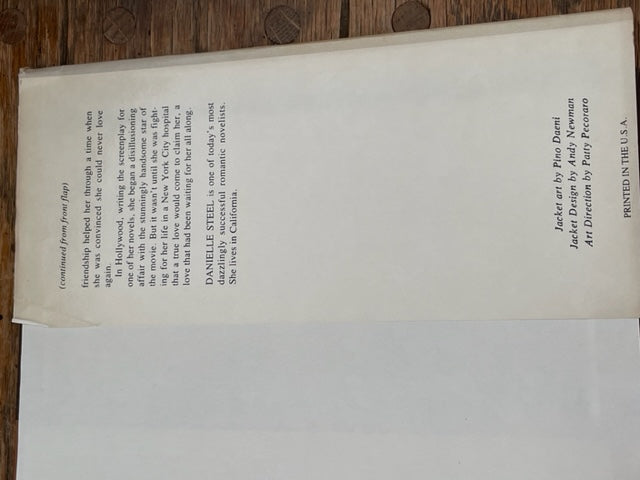 (continued from front flap)
friendship helped her through a time when
she was convinced she could never love
again.
In Hollywood, writing the screenplay for
one of her novels, she began a disillusioning
affair with the stunningly handsome star of
the movie. But it wasn't until she was fight-
ing for her life in a New York City hospital
that a true love would come to claim her, a
love that had been waiting for her all along.
DANIELLE STEEL is one of today's most
dazzlingly successful romantic novelists.
She lives in California.
Jacket art by Pino Daeni
Jacket Design by Andy Newman
Art Direction by Patty Pecoraro
PRINTED IN THE U.S.A.